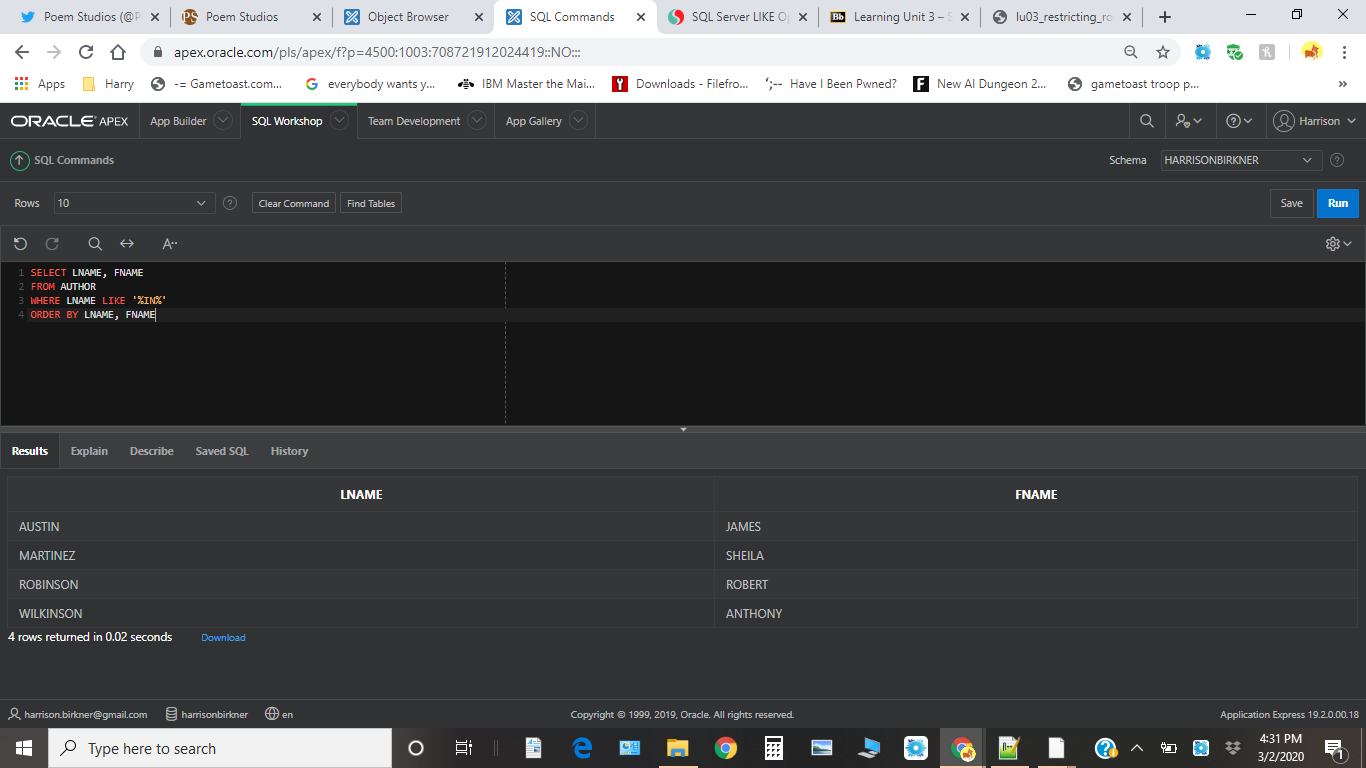 Poem Studios (@P
Poem Studios
Object Browser
SQL Commands
SQL Server LIKE Op
Learning Unit 3 – S
lu03_restricting_ro
apex.oracle.com/pls/apex/f?p=4500:1003:708721912024419::NO:::
Apps
Harry
-= Gametoast.com...
everybody wants y...
IBM Master the Mai...
Downloads - Filefro...
Have I Been Pwned?
New AI Dungeon 2...
gametoast troop p...
»
ORACLE APEX
App Builder
SQL Workshop
Team Development
App Gallery
Harrison
SQL Commands
Schema
HARRISONBIRKNER
Rows
10
Clear Command
Find Tables
Save
Run
A··
1 SELECT LNAME, FNAME
2 FROM AUTHOR
3 WHERE LNAME LIKE '%IN%'
4 ORDER BY LNAME, FNAME
Results
Explain
Describe
Saved SQL
History
LNAME FNAME
AUSTIN JAMES
MARTINEZ SHEILA
ROBINSON ROBERT
WILKINSON ANTHONY
4 rows returned in 0.02 seconds
Download
harrison.birkner@gmail.com
harrisonbirkner
en
Copyright © 1999, 2019, Oracle. All rights reserved.
Application Express 19.2.0.00.18
Type here to search
4:31 PM
3/2/2020
1